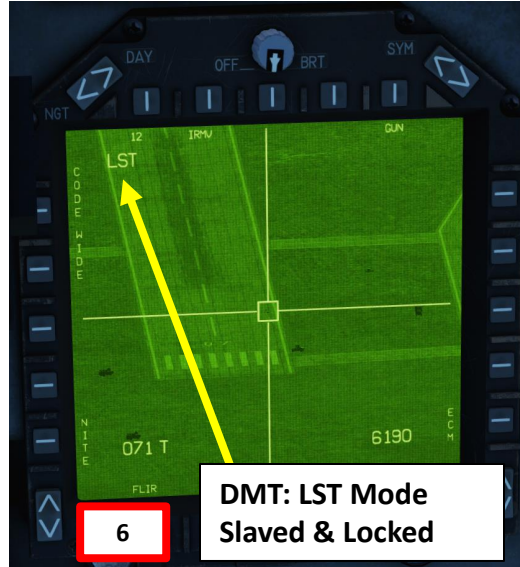 DAY OFF BRT SYM
NGT
12 IRMV GUN
LST
CODE WIDE
NITE 071 T 6190 ECM
FLIR
6
DMT: LST Mode
Slaved & Locked